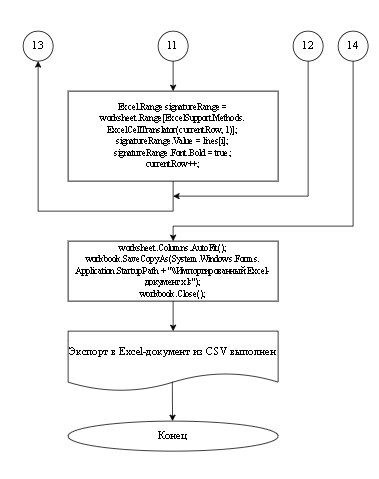 13
11
12
14
Excel.Range signatureRange =
worksheet.Range[ExcelSupport.Methods.
ExcelCellTranslator(currentRow, 1)];
signatureRange.Value = lines[i];
signatureRange.Font.Bold = true;
currentRow++;
worksheet.Columns.AutoFit();
workbook.SaveCopyAs(System.Windows.Forms.
Application.StartupPath + "\\Импортированный Excel-
документ.xls");
workbook.Close();
Экспорт в Excel-документ из CSV выполнен
Конец